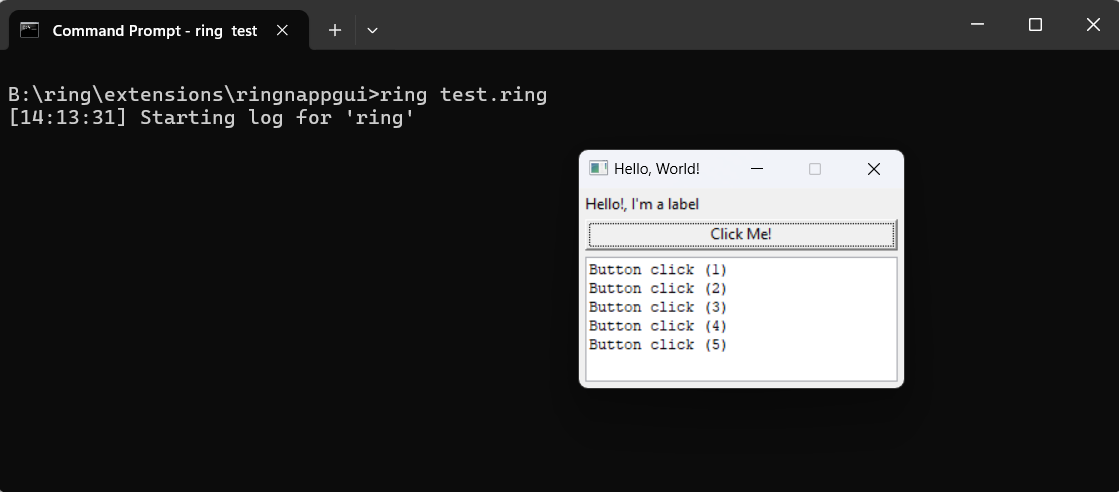 Command Prompt - ring  test
B:\ring\extensions\ringnappgui>ring test.ring
[14:13:31] Starting log for 'ring'
Hello, World!
Hello!, I'm a label
Click Me!
Button click (1)
Button click (2)
Button click (3)
Button click (4)
Button click (5)